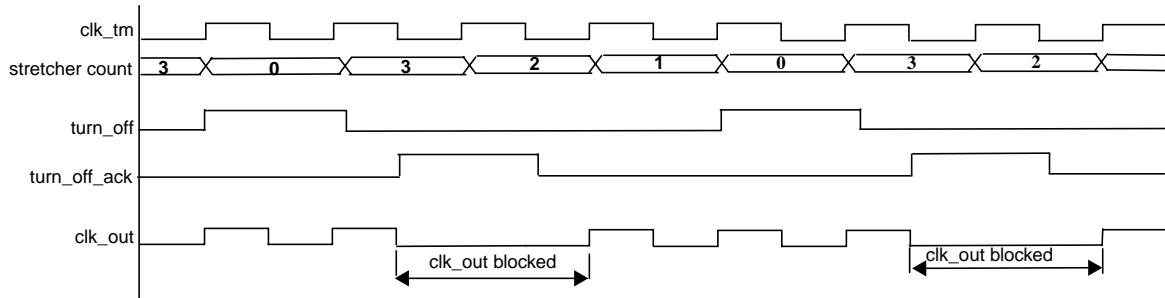 clk_tm
stretcher count 3 0 3 2 1 0 3 2
turn_off
turn_off_ack
clk_out
clk_out blocked clk_out blocked